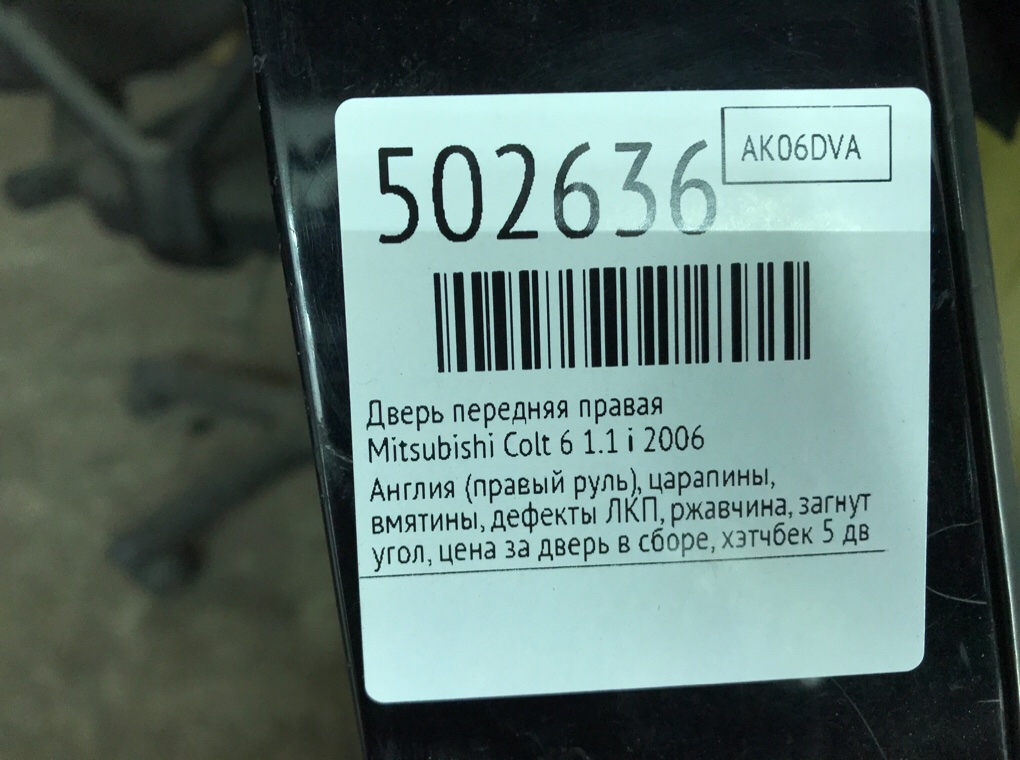 502636
AK06DVA
Дверь передняя правая
Mitsubishi Colt 6 1.1 i 2006
Англия (правый руль), царапины,
вмятины, дефекты ЛКП, ржавчина, загнут
угол, цена за дверь в сборе, хэтчбек 5 дв